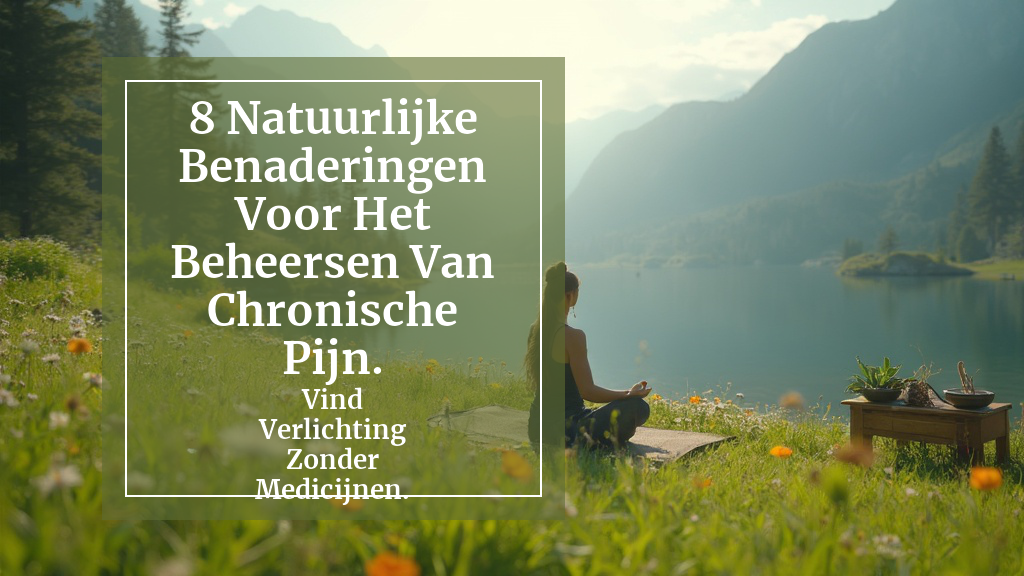 8 Natuurlijke
Benaderingen
Voor Het
Beheersen Van
Chronische
Pijn.
Vind
Verlichting
Zonder
Medicijnen.